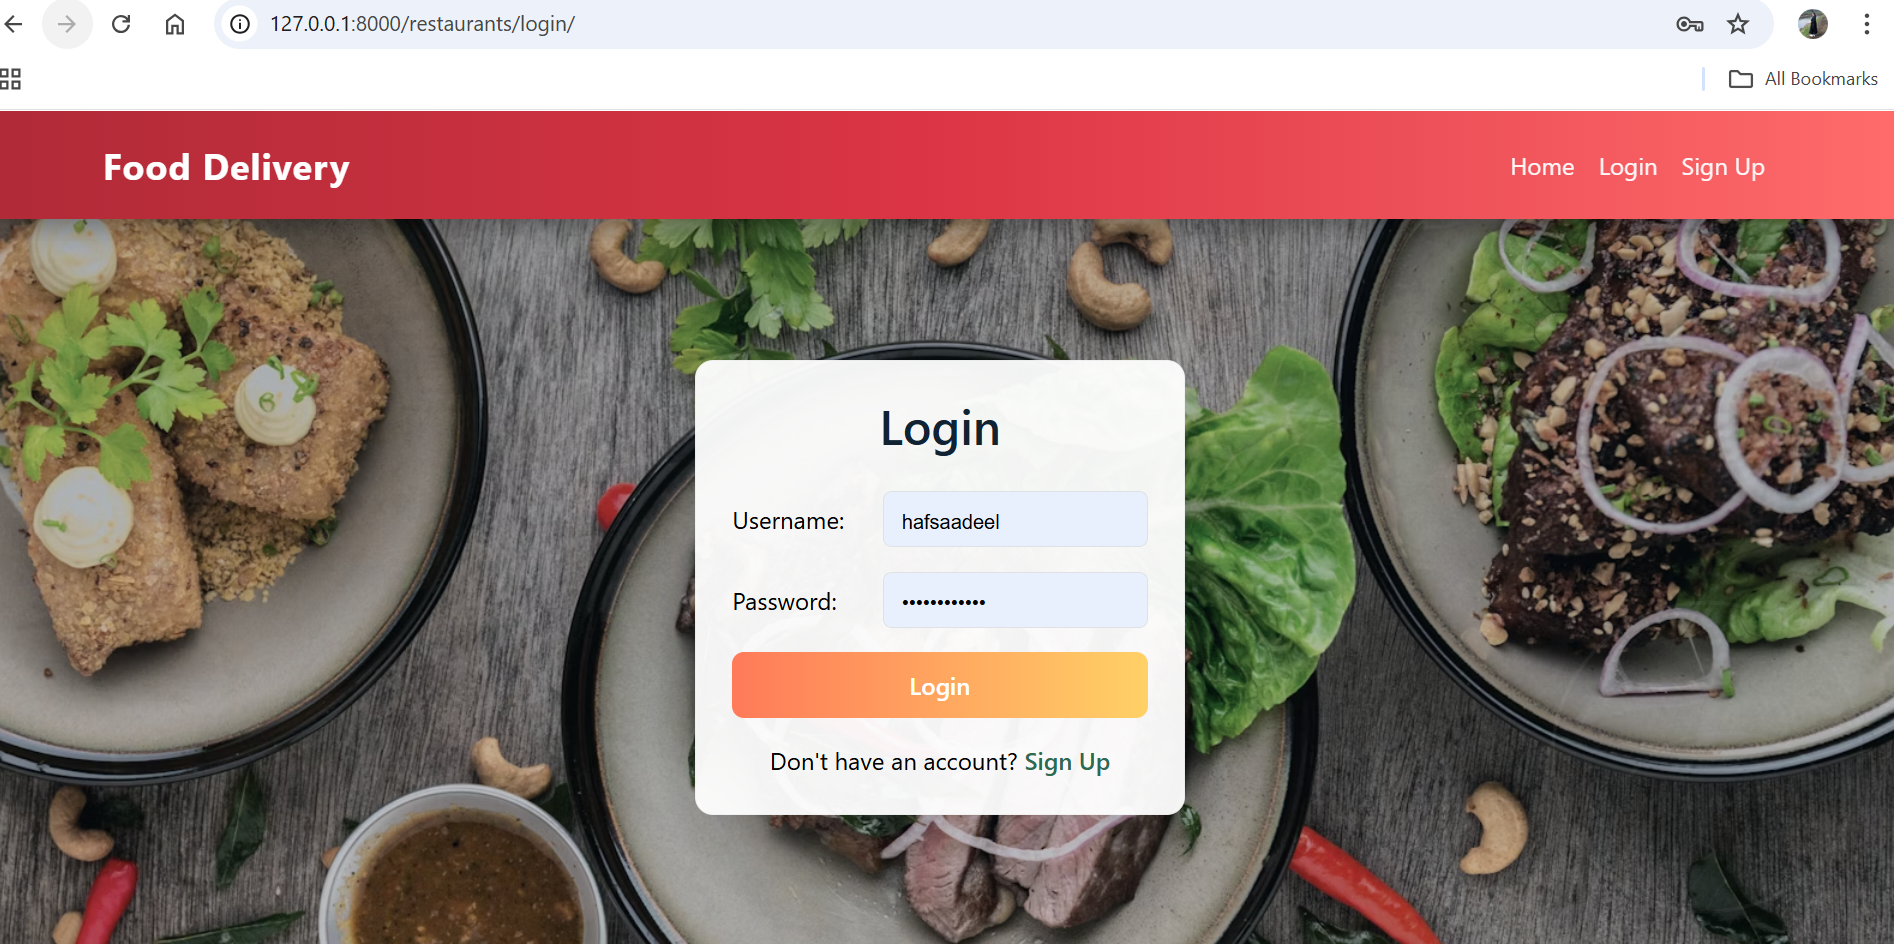 127.0.0.1:8000/restaurants/login/
All Bookmarks
Food Delivery
Home Login Sign Up
Login
Username: hafsaadeel
Password: ••••••••••••
Login
Don't have an account? Sign Up